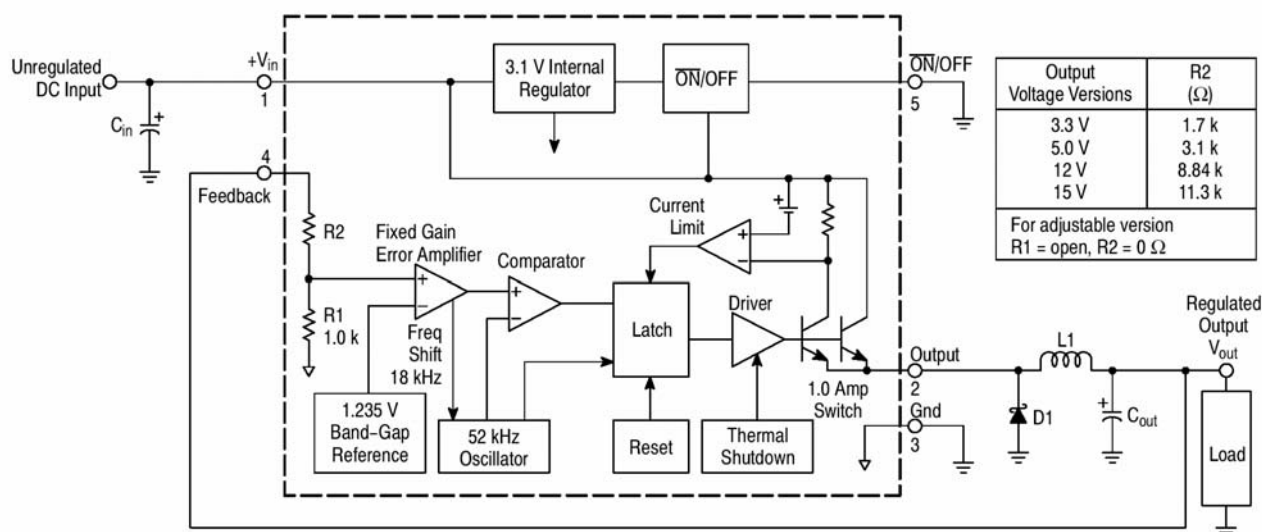 Unregulated
DC Input
Cin
+
+Vin
1
3.1 V Internal
Regulator
ON/OFF
ON/OFF
5
Output
Voltage Versions
R2
(Ω)
3.3 V
1.7 k
5.0 V
3.1 k
12 V
8.84 k
15 V
11.3 k
For adjustable version
R1 = open, R2 = 0 Ω
4
Feedback
R2
R1
1.0 k
Fixed Gain
Error Amplifier
+
−
Comparator
+
−
Freq
Shift
18 kHz
Current
Limit
+
−
+
Latch
Driver
1.0 Amp
Switch
1.235 V
Band−Gap
Reference
52 kHz
Oscillator
Reset
Thermal
Shutdown
Output
2
Gnd
3
L1
D1
+
Cout
Regulated
Output
Vout
Load